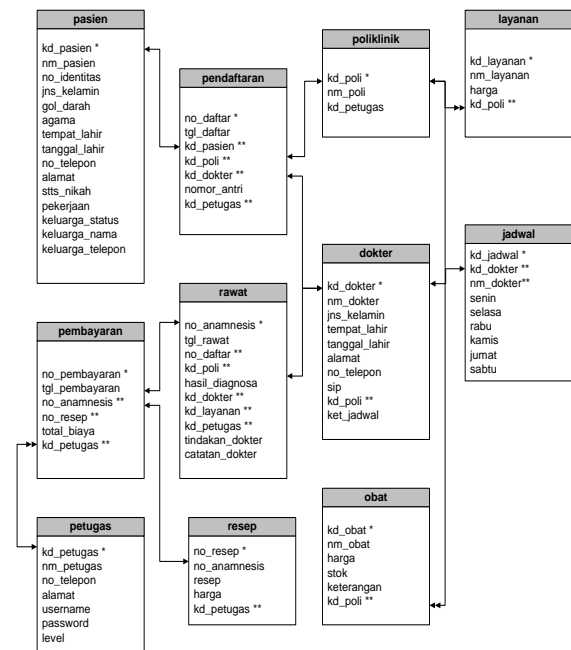 pasien
kd_pasien *
nm_pasien
no_identitas
jns_kelamin
gol_darah
agama
tempat_lahir
tanggal_lahir
no_telepon
alamat
stts_nikah
pekerjaan
keluarga_status
keluarga_nama
keluarga_telepon
pendaftaran
no_daftar *
tgl_daftar
kd_pasien **
kd_poli **
kd_dokter **
nomor_antri
kd_petugas **
poliklinik
kd_poli *
nm_poli
kd_petugas
layanan
kd_layanan *
nm_layanan
harga
kd_poli **
pembayaran
no_pembayaran *
tgl_pembayaran
no_anamnesis **
no_resep **
total_biaya
kd_petugas **
rawat
no_anamnesis *
tgl_rawat
no_daftar **
kd_poli **
hasil_diagnosa
kd_dokter **
kd_layanan **
kd_petugas **
tindakan_dokter
catatan_dokter
dokter
kd_dokter *
nm_dokter
jns_kelamin
tempat_lahir
tanggal_lahir
alamat
no_telepon
sip
kd_poli **
ket_jadwal
jadwal
kd_jadwal *
kd_dokter **
nm_dokter**
senin
selasa
rabu
kamis
jumat
sabtu
petugas
kd_petugas *
nm_petugas
no_telepon
alamat
username
password
level
resep
no_resep *
no_anamnesis
resep
harga
kd_petugas **
obat
kd_obat *
nm_obat
harga
stok
keterangan
kd_poli **